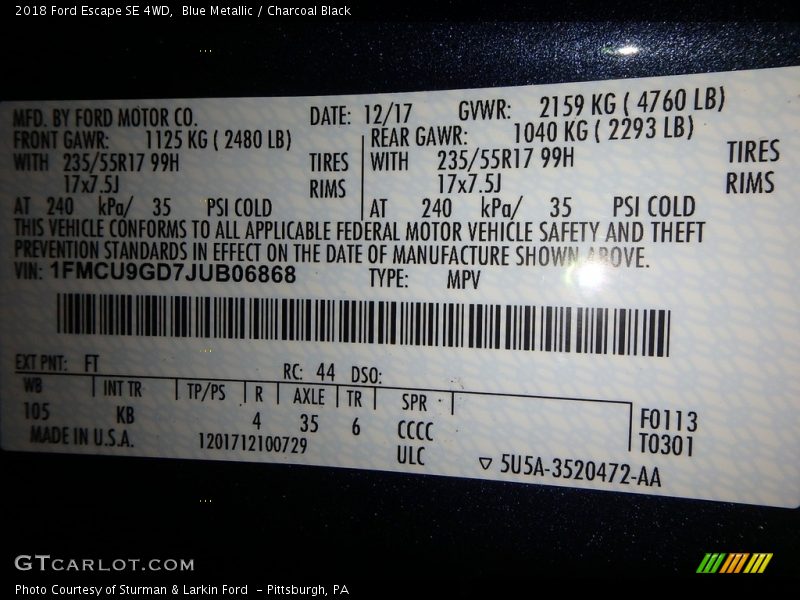 2018 Ford Escape SE 4WD,  Blue Metallic / Charcoal Black
MFD. BY FORD MOTOR CO. DATE: 12/17 GVWR: 2159 KG ( 4760 LB)
FRONT GAWR: 1125 KG ( 2480 LB) REAR GAWR: 1040 KG ( 2293 LB)
WITH 235/55R17 99H TIRES WITH 235/55R17 99H TIRES
17x7.5J RIMS 17x7.5J RIMS
AT 240 kPa/ 35 PSI COLD AT 240 kPa/ 35 PSI COLD
THIS VEHICLE CONFORMS TO ALL APPLICABLE FEDERAL MOTOR VEHICLE SAFETY AND THEFT
PREVENTION STANDARDS IN EFFECT ON THE DATE OF MANUFACTURE SHOWN ABOVE.
VIN: 1FMCU9GD7JUB06868 TYPE: MPV
EXT PNT: FT RC: 44 DSO:
WB INT TR TP/PS R AXLE TR SPR
105 KB 4 35 6 CCCC F0113
MADE IN U.S.A. 1201712100729 ULC T0301
▽ 5U5A-3520472-AA
GTCARLOT.COM
Photo Courtesy of Sturman & Larkin Ford  - Pittsburgh, PA